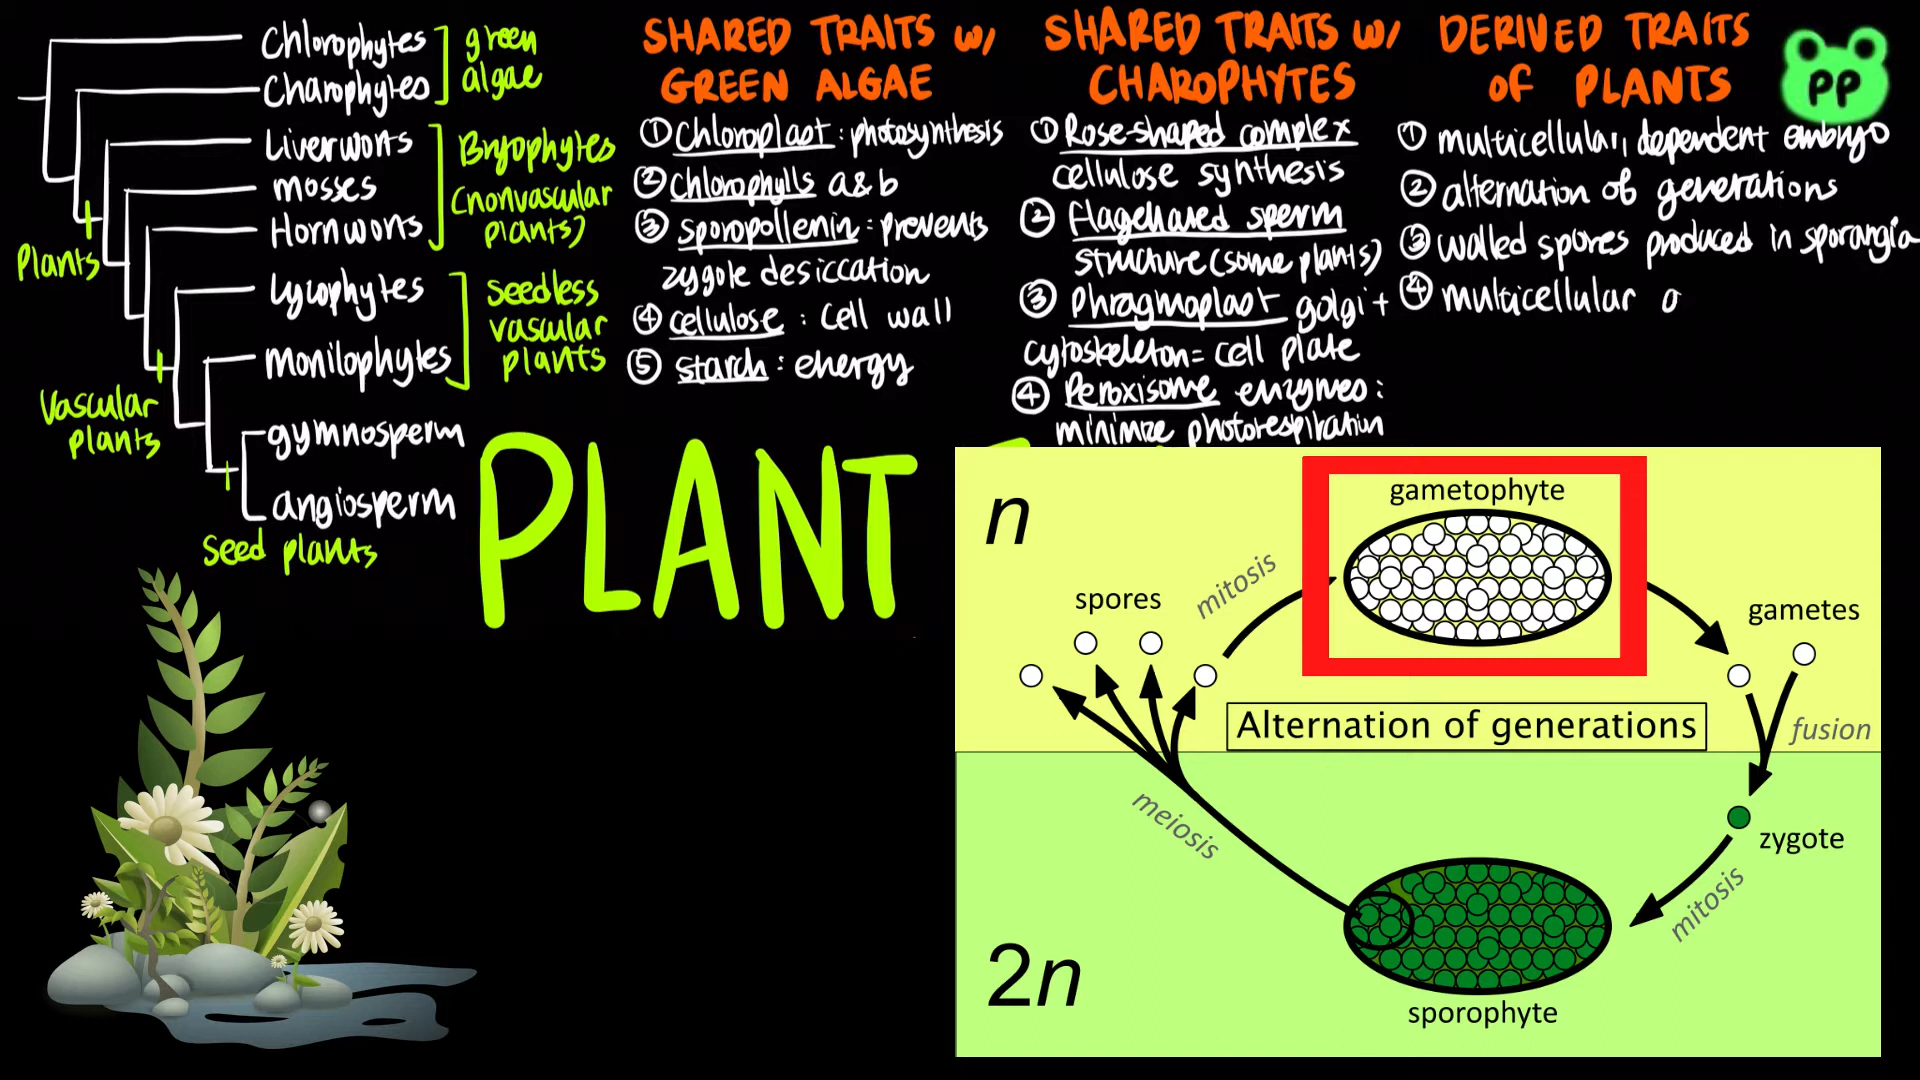 Chlorophytes
Charophytes
green
algae
Liverworts
mosses
Hornworts
Bryophytes
(nonvascular
plants)
Plants
Lycophytes
monilophytes
seedless
vascular
plants
Vascular
plants
gymnosperm
angiosperm
Seed plants
SHARED TRAITS w/
GREEN ALGAE
① Chloroplast : photosynthesis
② Chlorophylls a & b
③ sporopollenin : prevents
zygote desiccation
④ cellulose : cell wall
⑤ starch : energy
SHARED TRAITS w/
CHAROPHYTES
① Rose-shaped complex
cellulose synthesis
② flagellated sperm
structure (some plants)
③ Phragmoplast golgi +
cytoskeleton = cell plate
④ Peroxisome enzymes :
minimize photorespiration
DERIVED TRAITS
of PLANTS
① multicellular, dependent embryo
② alternation of generations
③ walled spores produced in sporangia
④ multicellular
PP
PLANT
n
gametophyte
mitosis
spores
gametes
Alternation of generations
fusion
meiosis
zygote
mitosis
2n
sporophyte